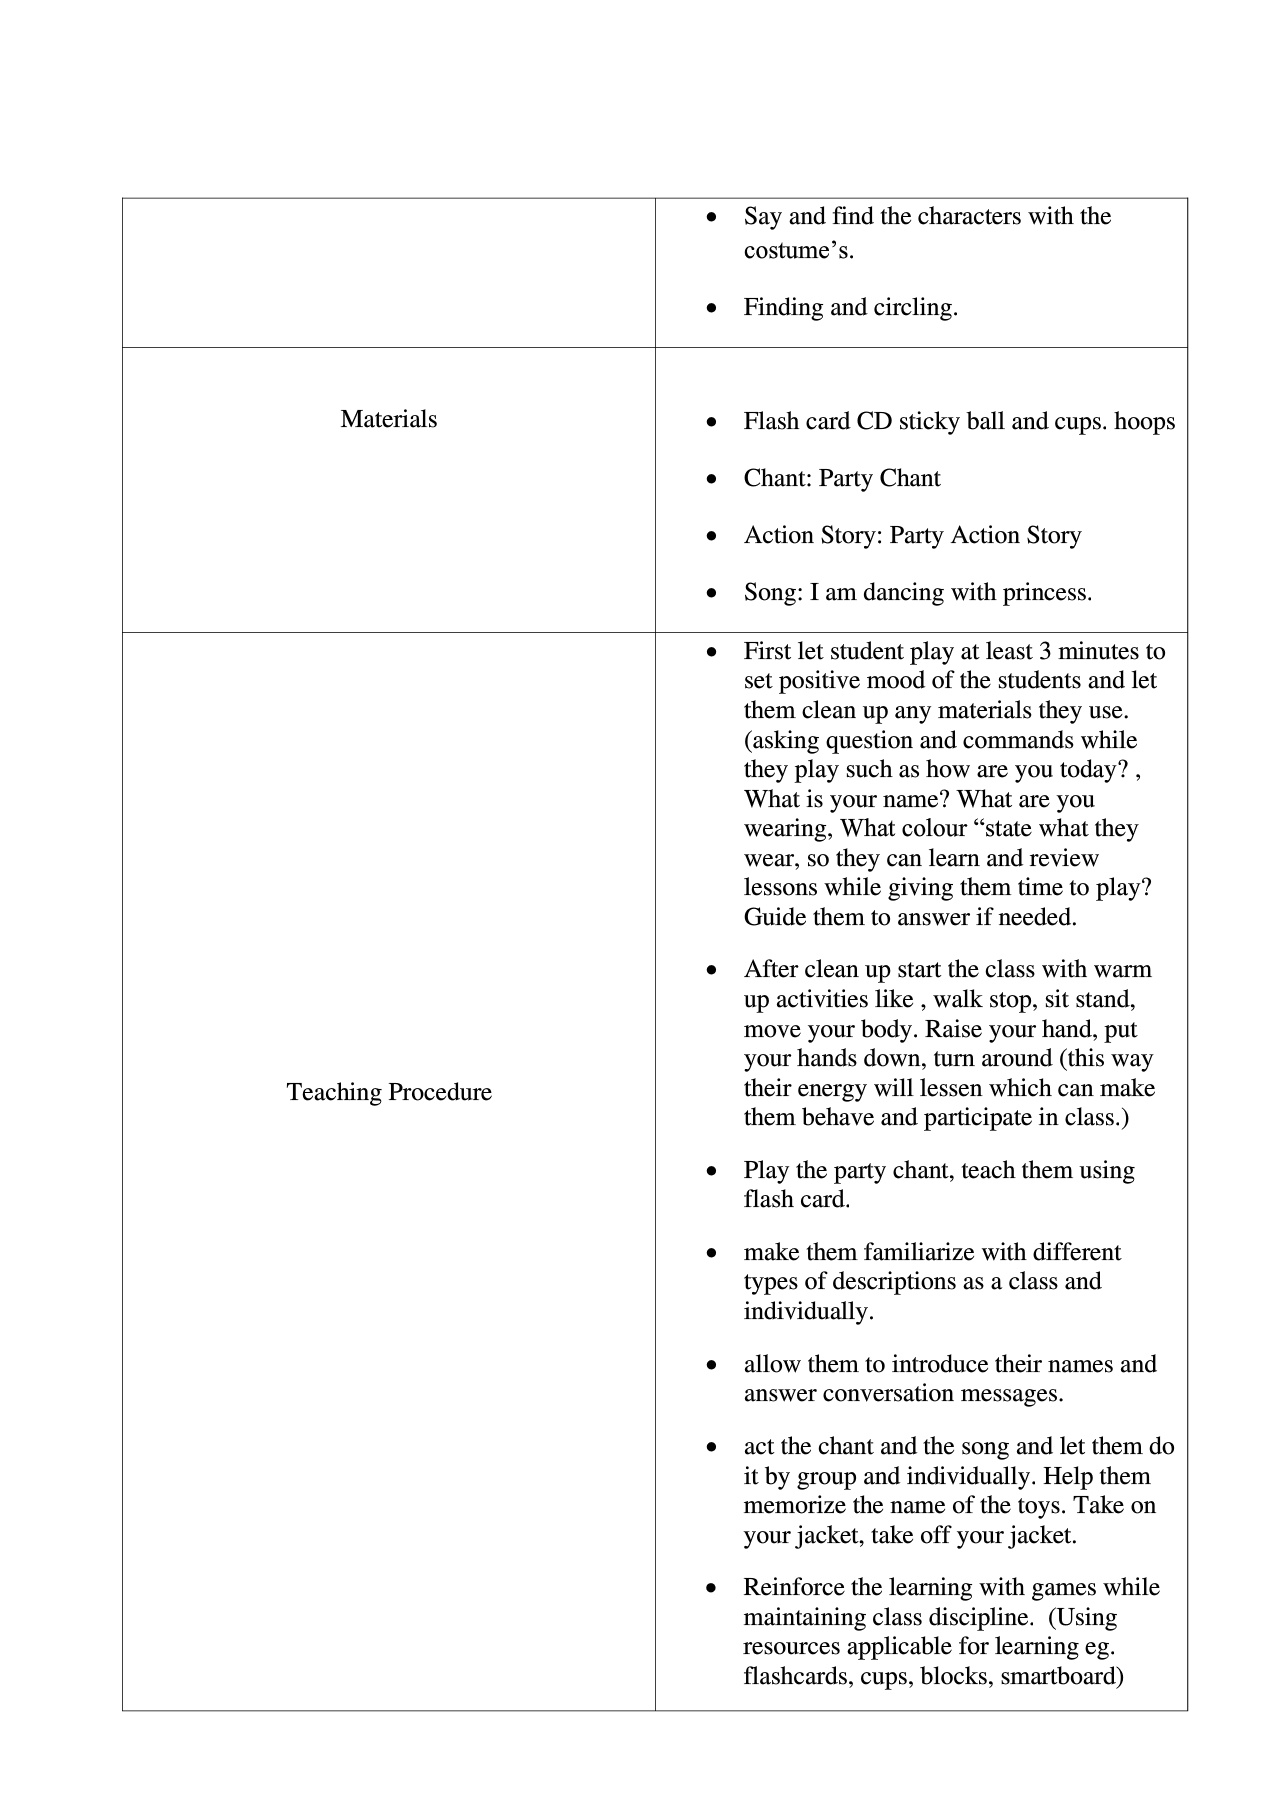 • Say and find the characters with the
costume’s.
• Finding and circling.
Materials
• Flash card CD sticky ball and cups. hoops
• Chant: Party Chant
• Action Story: Party Action Story
• Song: I am dancing with princess.
Teaching Procedure
• First let student play at least 3 minutes to
set positive mood of the students and let
them clean up any materials they use.
(asking question and commands while
they play such as how are you today? ,
What is your name? What are you
wearing, What colour “state what they
wear, so they can learn and review
lessons while giving them time to play?
Guide them to answer if needed.
• After clean up start the class with warm
up activities like , walk stop, sit stand,
move your body. Raise your hand, put
your hands down, turn around (this way
their energy will lessen which can make
them behave and participate in class.)
• Play the party chant, teach them using
flash card.
• make them familiarize with different
types of descriptions as a class and
individually.
• allow them to introduce their names and
answer conversation messages.
• act the chant and the song and let them do
it by group and individually. Help them
memorize the name of the toys. Take on
your jacket, take off your jacket.
• Reinforce the learning with games while
maintaining class discipline.  (Using
resources applicable for learning eg.
flashcards, cups, blocks, smartboard)